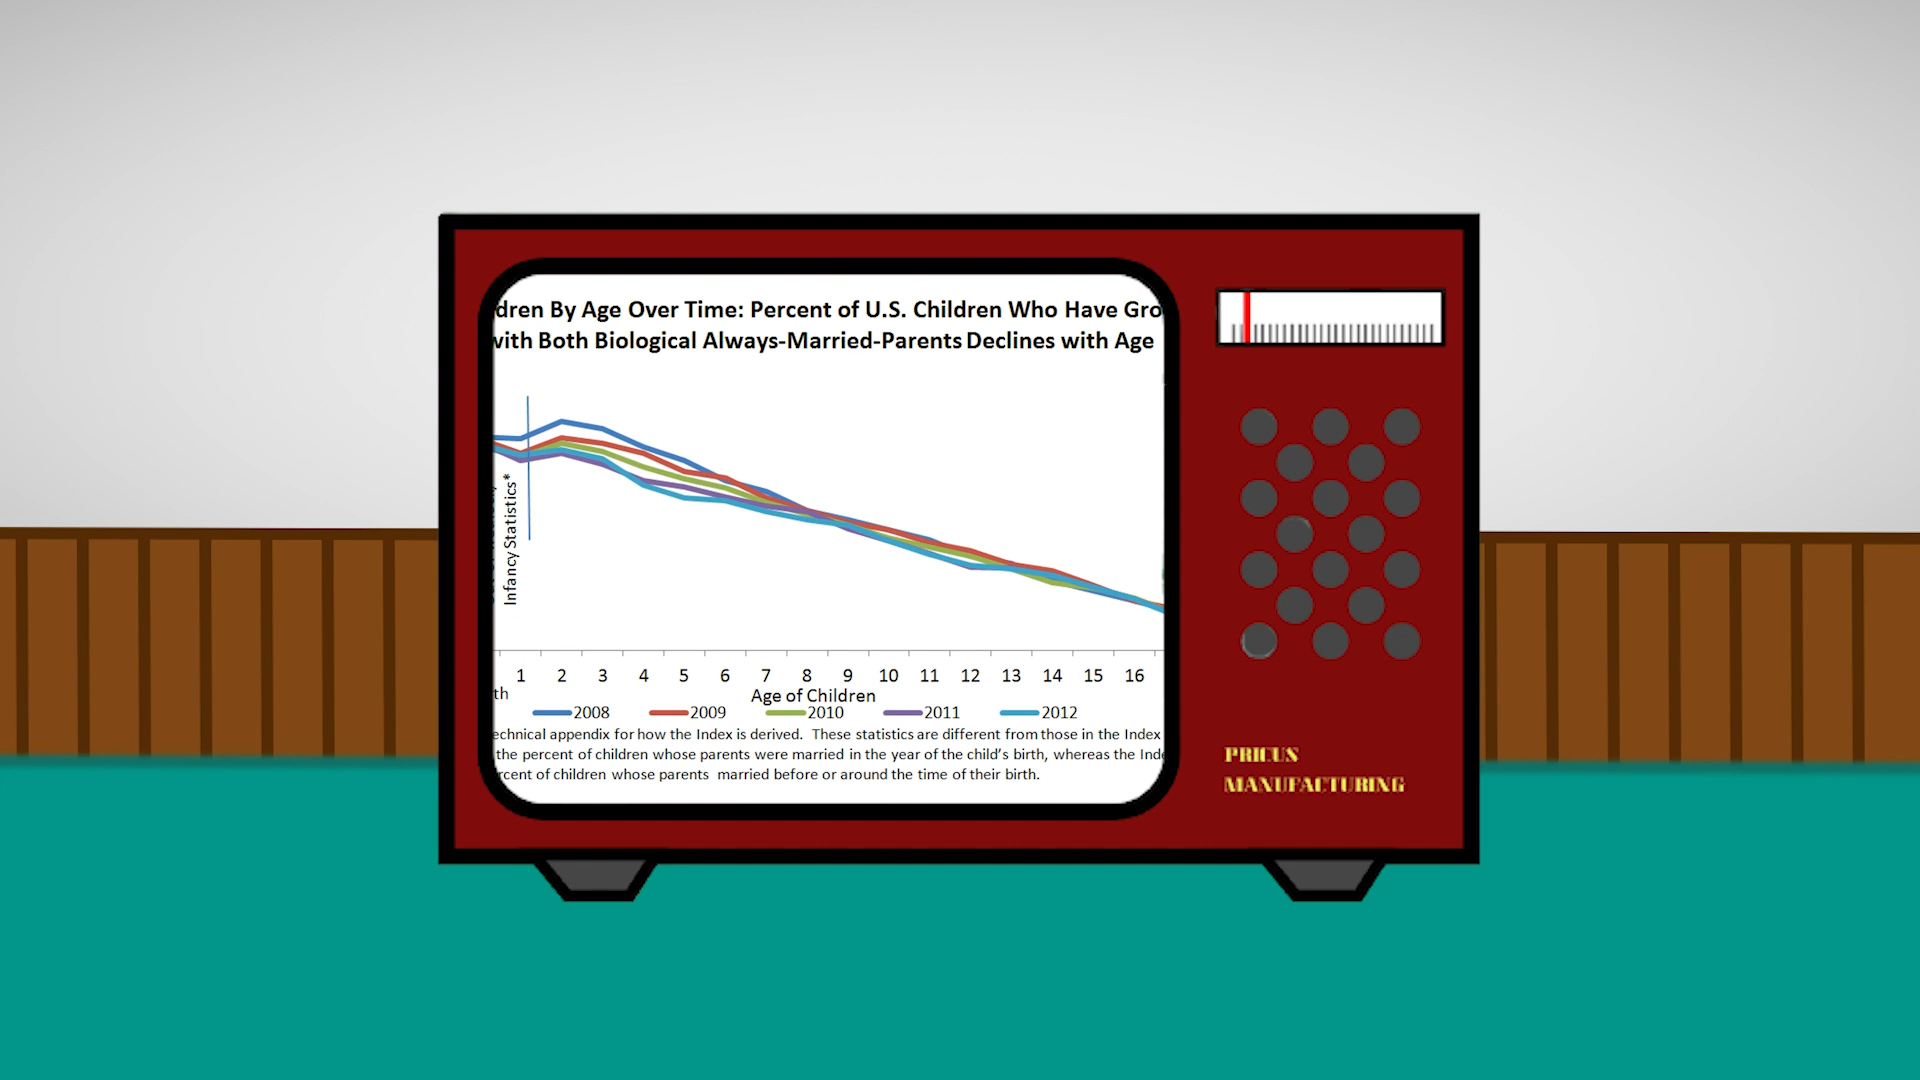 dren By Age Over Time: Percent of U.S. Children Who Have Gro
with Both Biological Always-Married-Parents Declines with Age
Infancy Statistics*
1 2 3 4 5 6 7 8 9 10 11 12 13 14 15 16
th
Age of Children
2008 2009 2010 2011 2012
echnical appendix for how the Index is derived. These statistics are different from those in the Index
the percent of children whose parents were married in the year of the child's birth, whereas the Inde
rcent of children whose parents married before or around the time of their birth.
PRICUS
MANUFACTURING